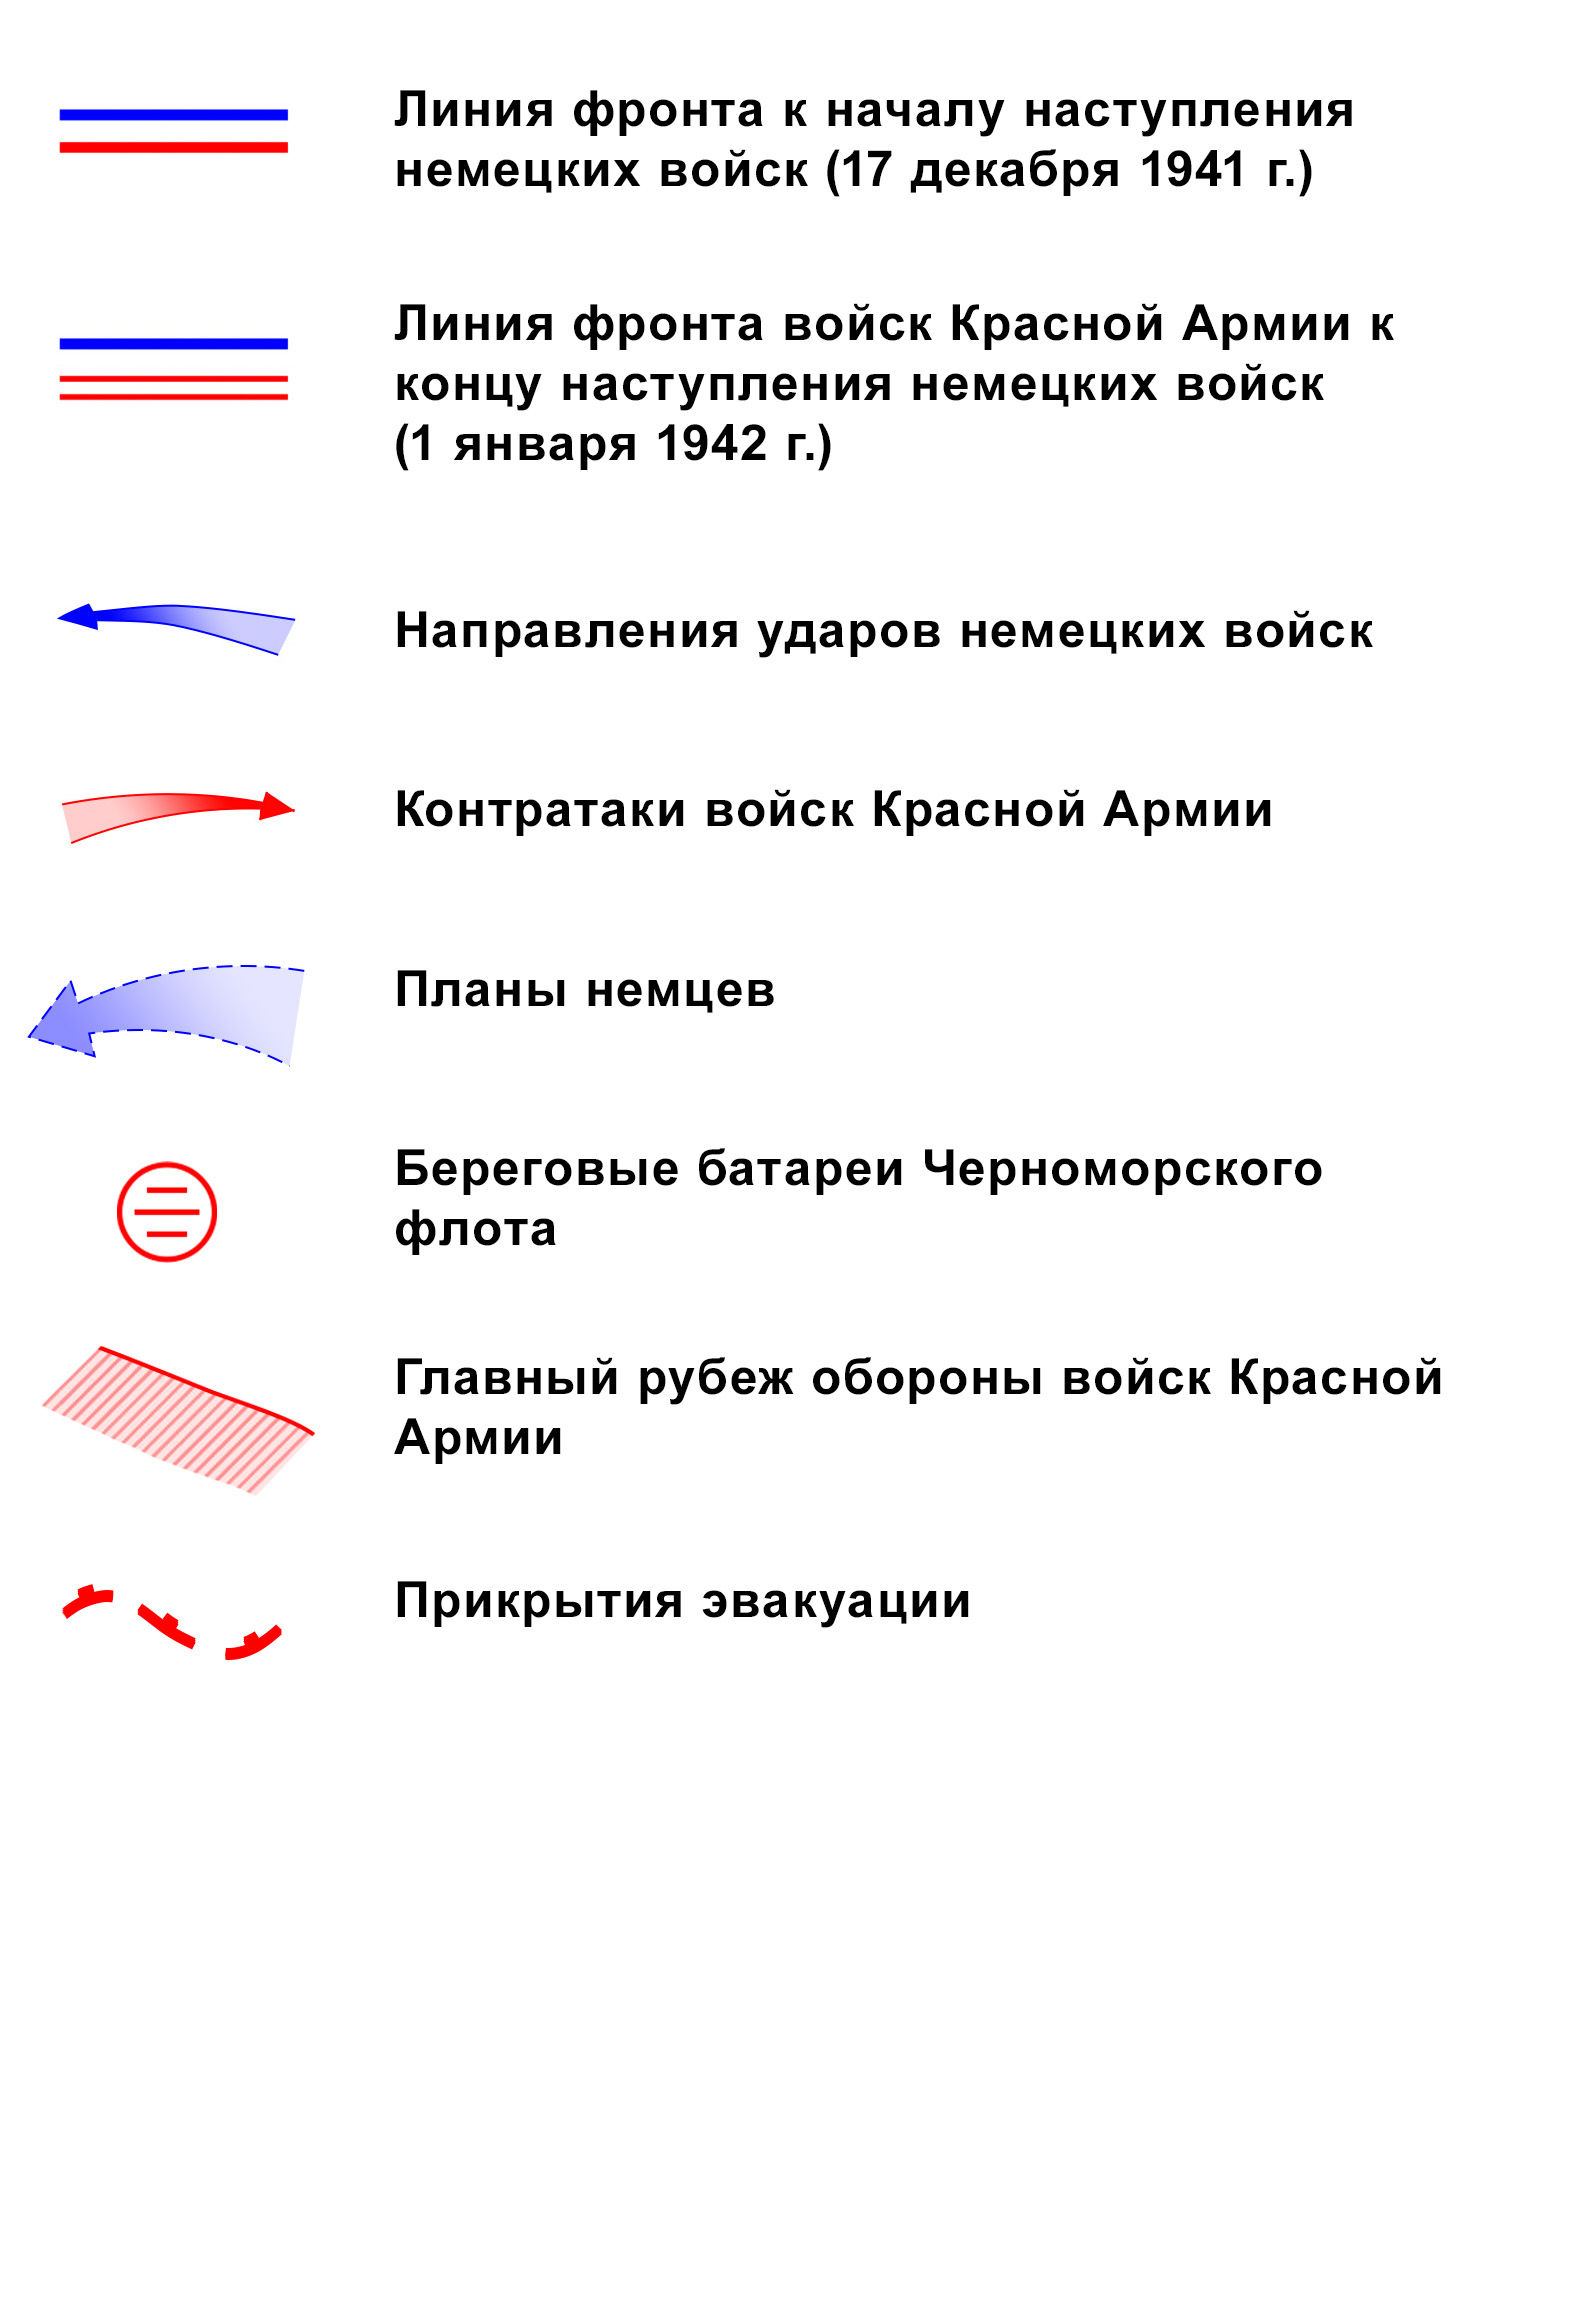 Линия фронта к началу наступления
немецких войск (17 декабря 1941 г.)
Линия фронта войск Красной Армии к
концу наступления немецких войск
(1 января 1942 г.)
Направления ударов немецких войск
Контратаки войск Красной Армии
Планы немцев
Береговые батареи Черноморского
флота
Главный рубеж обороны войск Красной
Армии
Прикрытия эвакуации